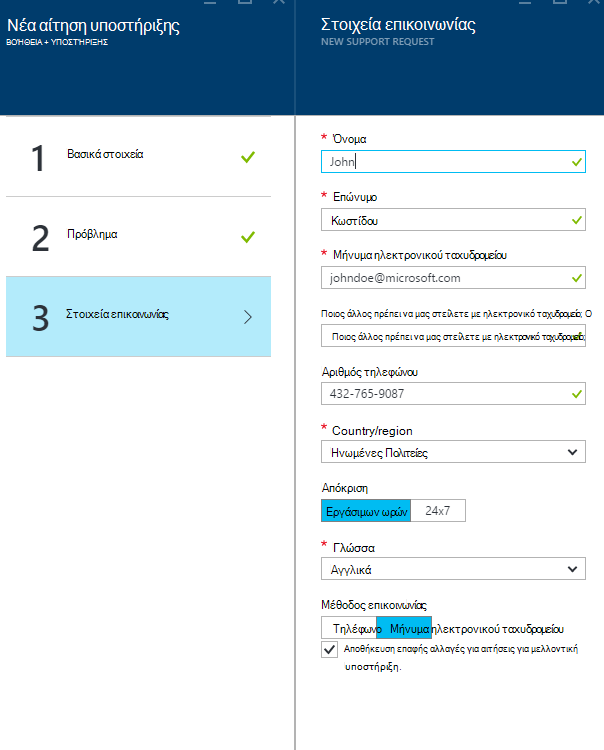 Νέα αίτηση υποστήριξης
ΒΟΉΘΕΙΑ + ΥΠΟΣΤΉΡΙΞΗΣ
1
Βασικά στοιχεία
2
Πρόβλημα
3
Στοιχεία επικοινωνίας
Στοιχεία επικοινωνίας
NEW SUPPORT REQUEST
* Όνομα
John
* Επώνυμο
Κωστίδου
* Μήνυμα ηλεκτρονικού ταχυδρομείου
johndoe@microsoft.com
Ποιος άλλος πρέπει να μας στείλετε με ηλεκτρονικό ταχυδρομείο; Ο
Ποιος άλλος πρέπει να μας στείλετε με ηλεκτρονικό ταχυδρομείο;
Αριθμός τηλεφώνου
432-765-9087
* Country/region
Ηνωμένες Πολιτείες
Απόκριση
Εργάσιμων ωρών 24x7
* Γλώσσα
Αγγλικά
Μέθοδος επικοινωνίας
Τηλέφωνο Μήνυμα ηλεκτρονικού ταχυδρομείου
Αποθήκευση επαφής αλλαγές για αιτήσεις για μελλοντική
υποστήριξη.